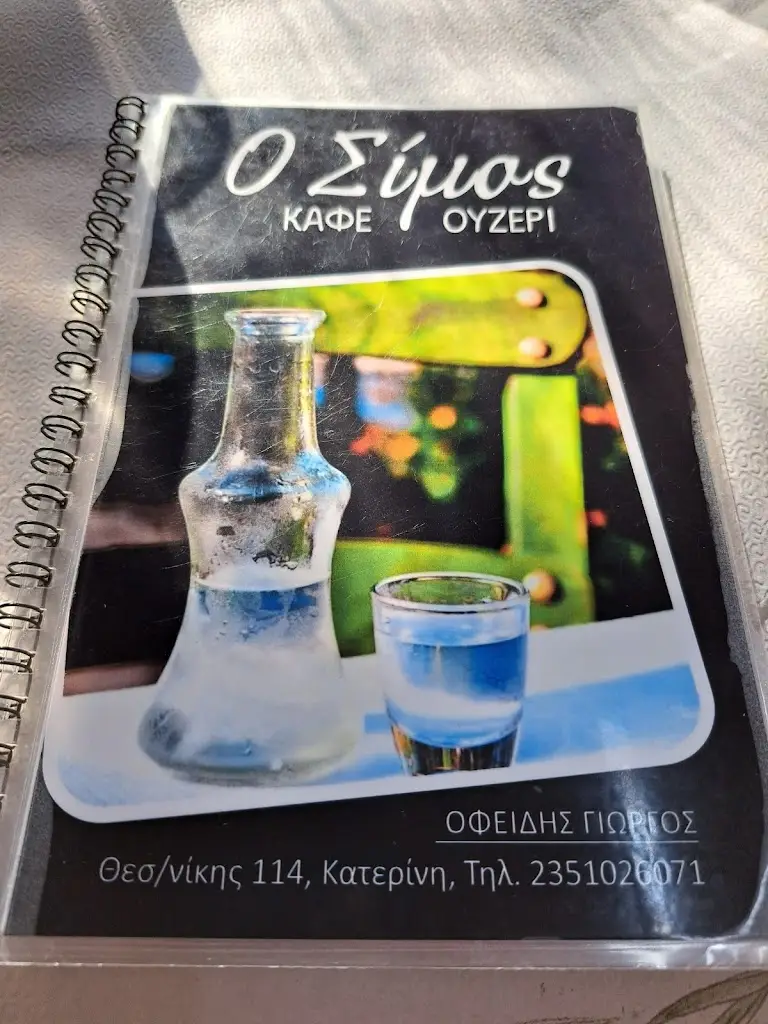 Ο Σίμος
ΚΑΦΕ ΟΥΖΕΡΙ
ΟΦΕΙΔΗΣ ΓΙΩΡΓΟΣ
Θεσ/νίκης 114, Κατερίνη, Τηλ. 2351026071